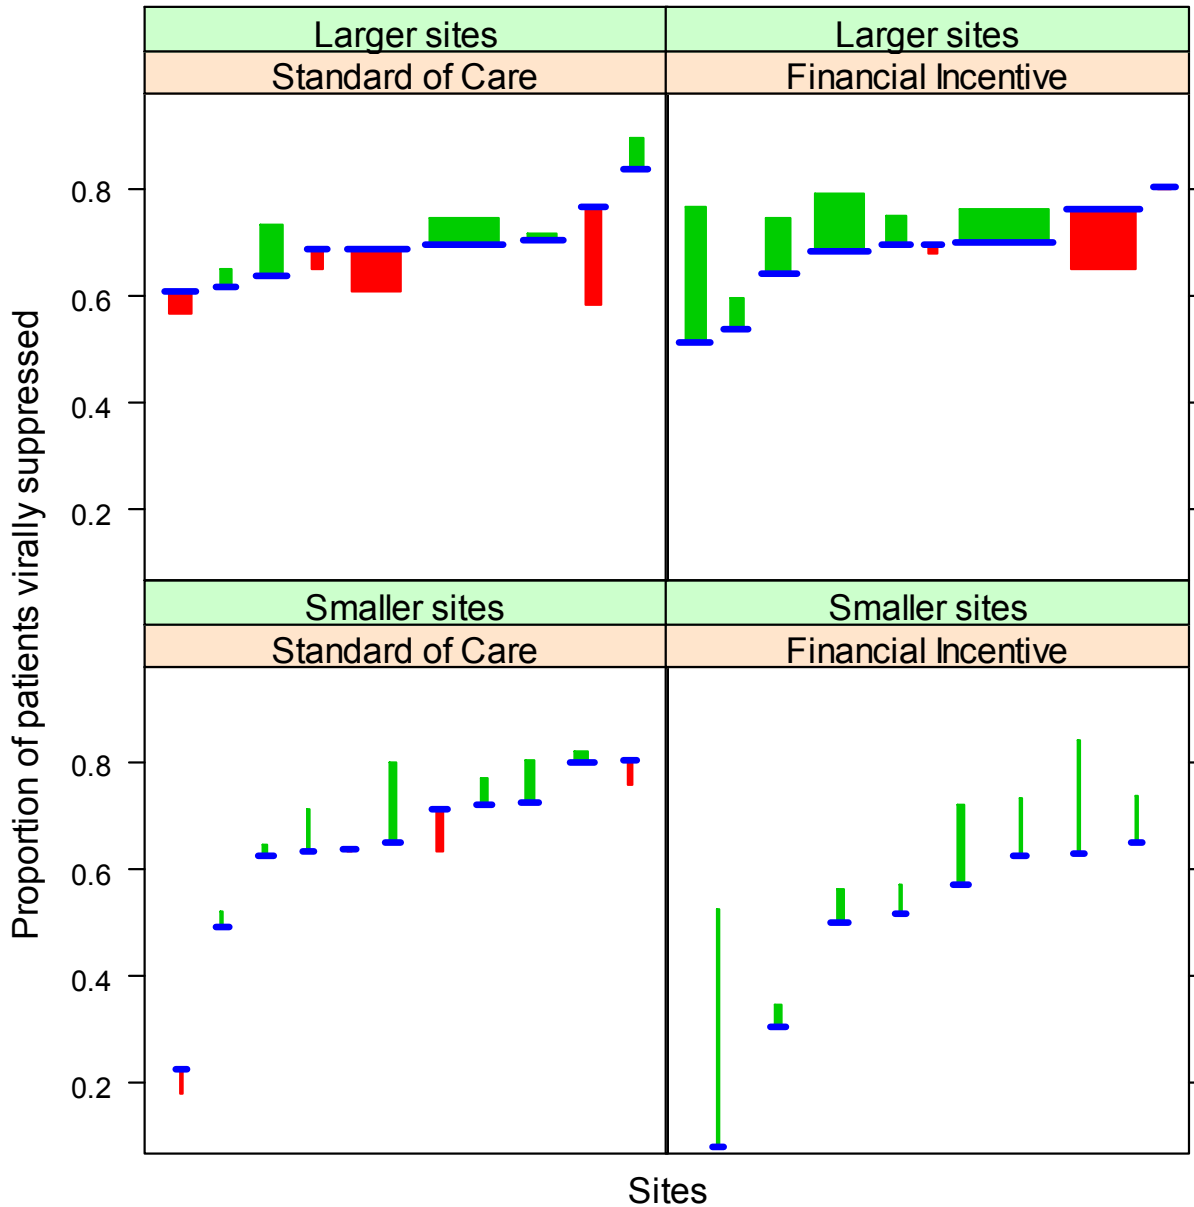 Larger sites
Larger sites
Standard of Care
Financial Incentive
0.8
0.6
0.4
0.2
Smaller sites
Smaller sites
Standard of Care
Financial Incentive
0.8
0.6
0.4
0.2
Proportion of patients virally suppressed
Sites